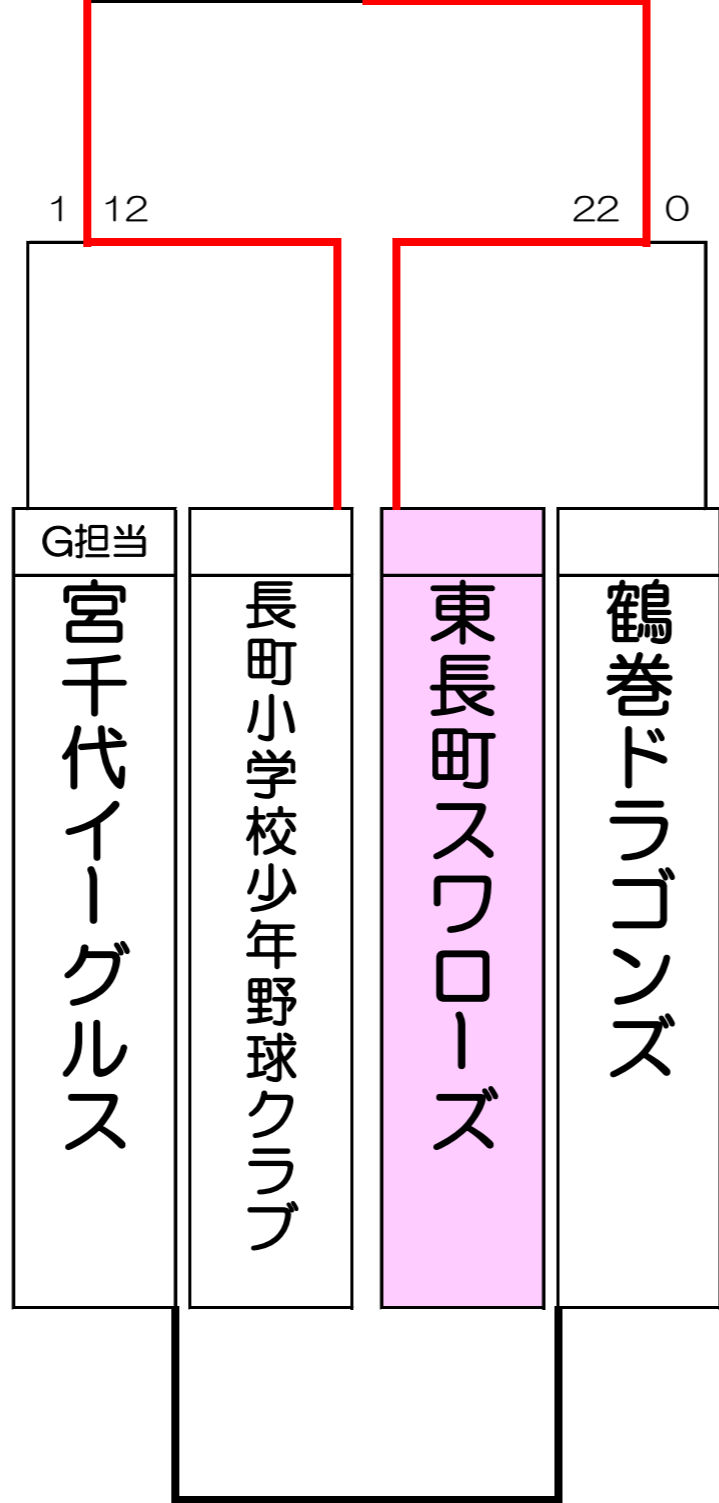 1 12 22 0
G担当
宮千代イーグルス
長町小学校少年野球クラブ
東長町スワローズ
鶴巻ドラゴンズ